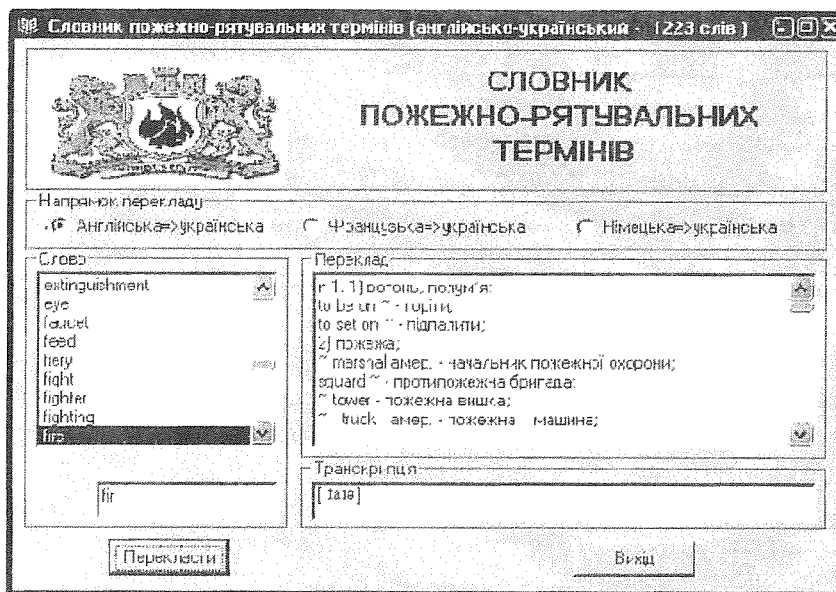 Словник пожежно-рятувальних термінів (англійсько-український - 1223 слів )
СЛОВНИК
ПОЖЕЖНО-РЯТУВАЛЬНИХ
ТЕРМІНІВ
Напрямок перекладу
Англійська=>українська Французька=>українська Німецька=>українська
Слово
extinguishment
eye
faucet
feed
fiery
fight
fighter
fighting
fire
fir
Переклад
n 1. 1) вогонь, полум'я;
to be on ~ - горіти;
to set on ~ - підпалити;
2) пожежа;
~ marshal амер. - начальник пожежної охорони;
squard ~ - протипожежна бригада;
~ tower - пожежна вишка;
~ truck амер. - пожежна машина;
Транскрипція
Перекласти
Вихід